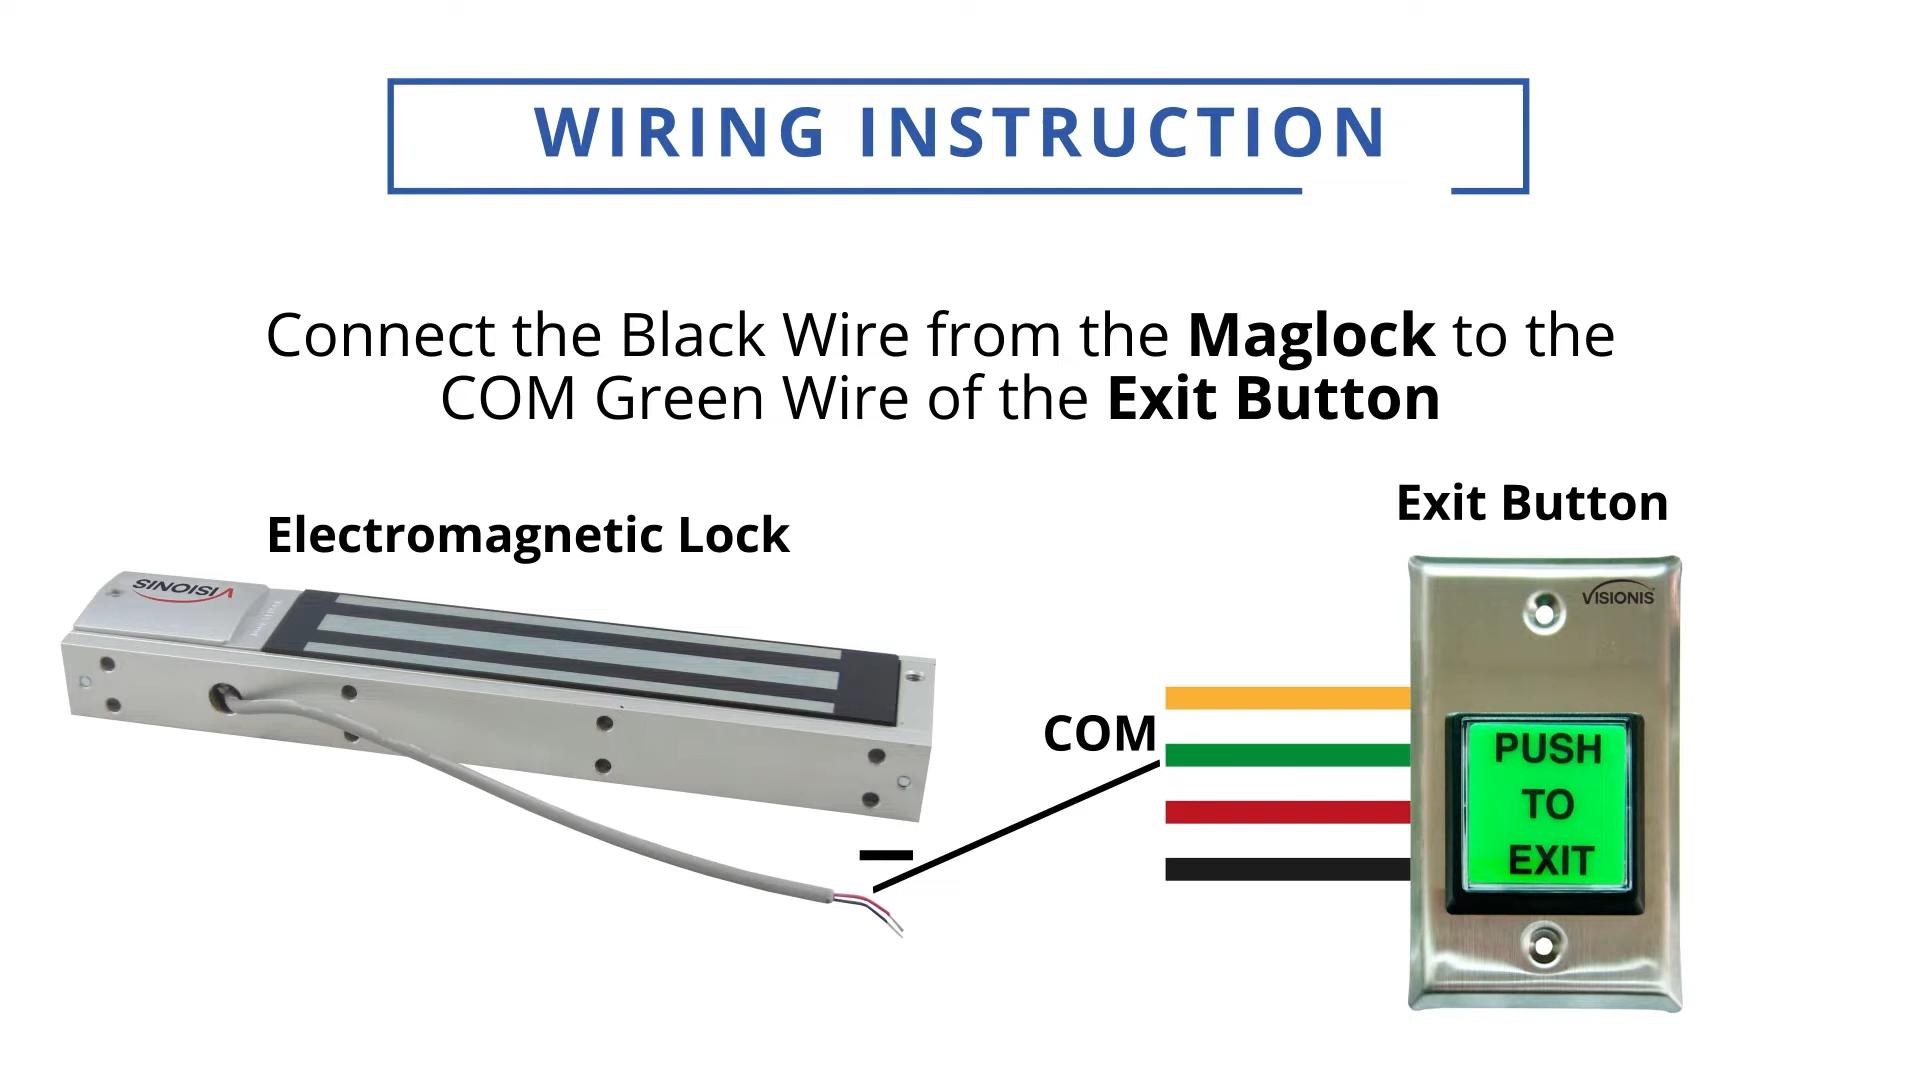 WIRING INSTRUCTION
Connect the Black Wire from the Maglock to the
COM Green Wire of the Exit Button
Exit Button
Electromagnetic Lock
VISIONIS
VISIONIS
COM
PUSH
TO
EXIT